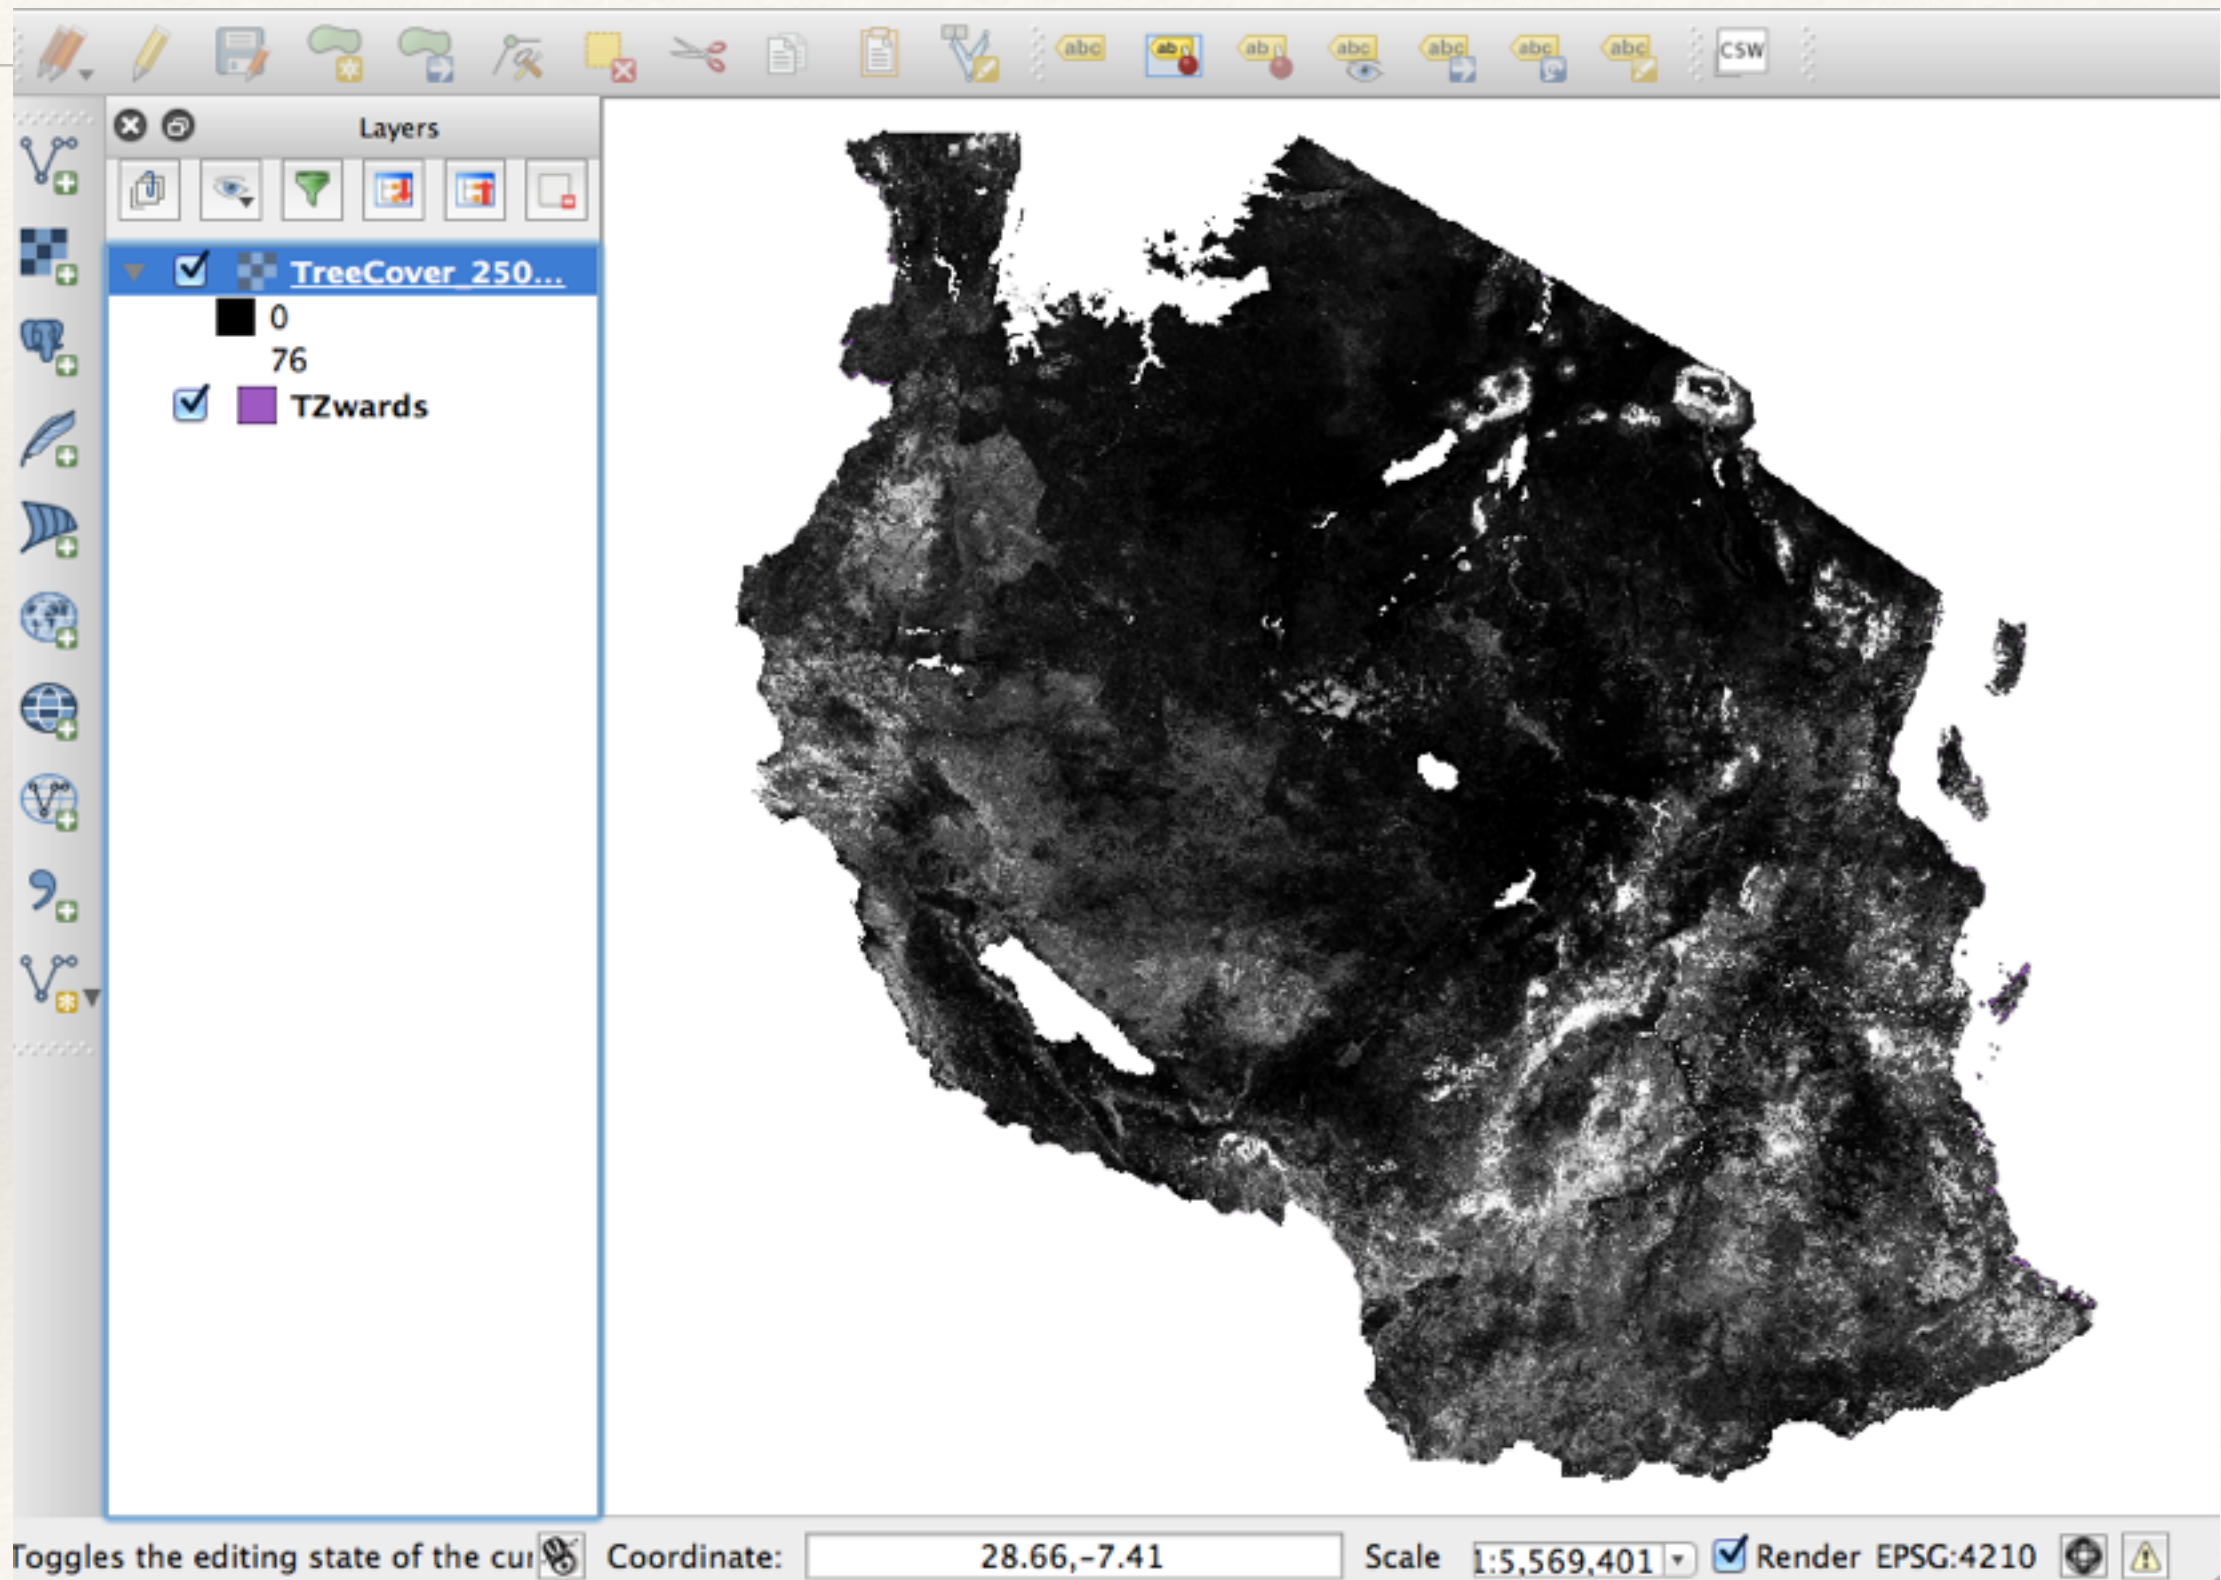 abc ab ab abc abc abc abc CSW
Layers
TreeCover_250...
0
76
TZwards
Toggles the editing state of the cur
Coordinate: 28.66,-7.41 Scale 1:5,569,401 Render EPSG:4210